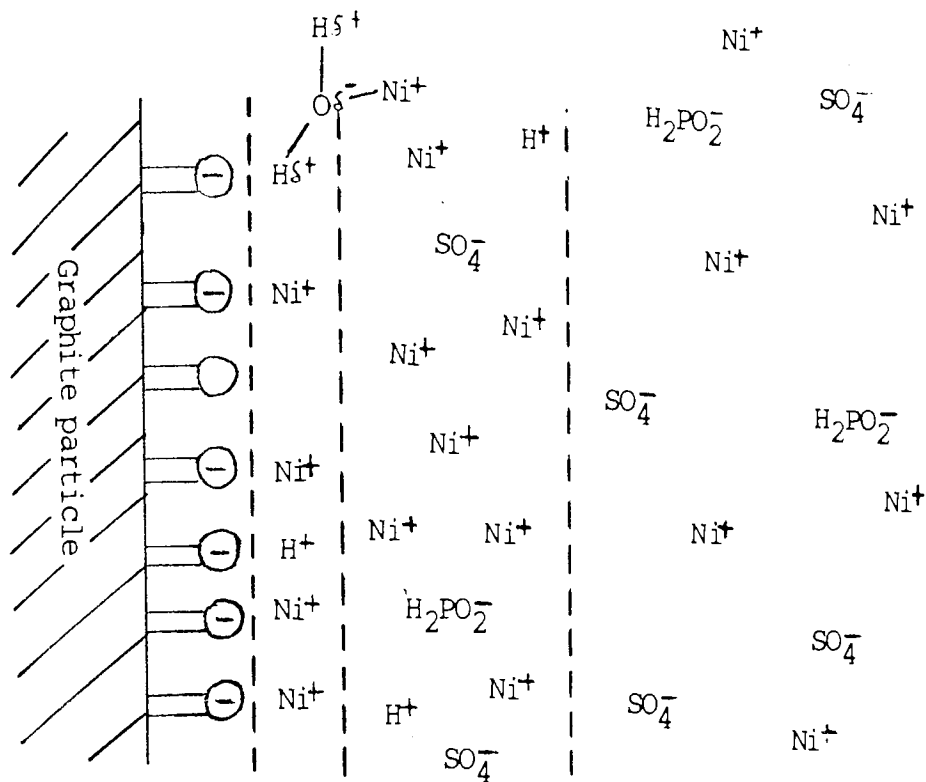 Hδ+
Ni+
Oδ- Ni+
SO4-
H2PO2-
H+
Ni+
Hδ+
Ni+
SO4-
Ni+
Graphite particle
Ni+
Ni+
Ni+
SO4-
H2PO2-
Ni+
Ni+
Ni+
Ni+
Ni+
Ni+
H+
Ni+
H2PO2-
SO4-
Ni+
Ni+
H+
SO4-
Ni+
SO4-